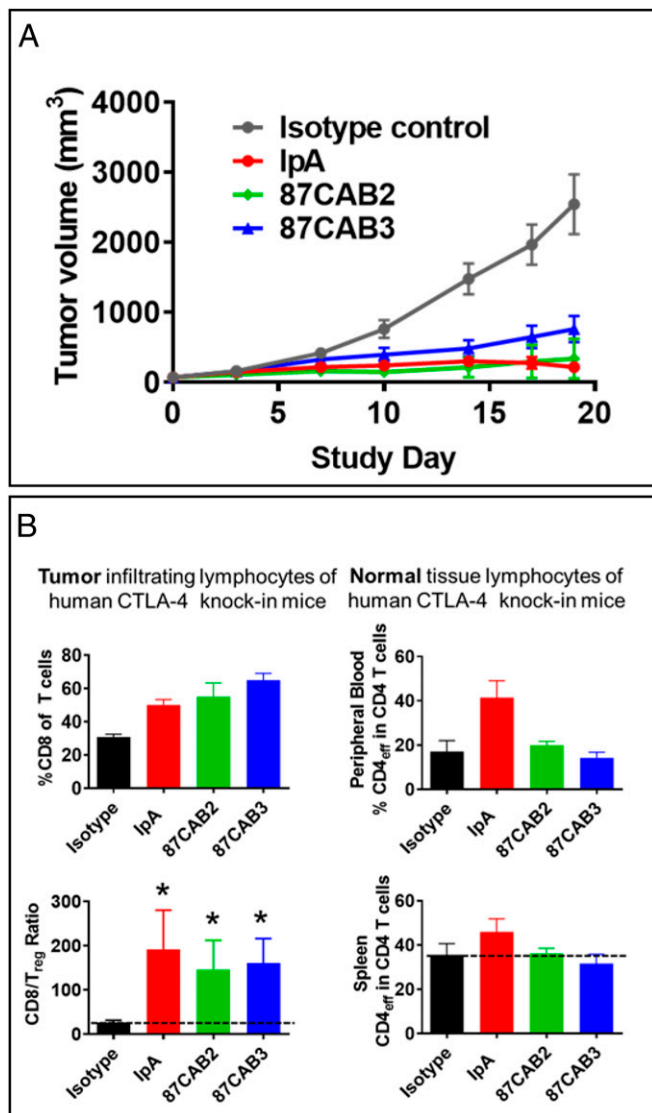 A
Tumor volume (mm³)
4000
3000
2000
1000
0
Isotype control
IpA
87CAB2
87CAB3
0 5 10 15 20
Study Day
B
Tumor infiltrating lymphocytes of
human CTLA-4 knock-in mice
Normal tissue lymphocytes of
human CTLA-4 knock-in mice
%CD8 of T cells
80
60
40
20
0
Isotype
IpA
87CAB2
87CAB3
Peripheral Blood
% CD4eff in CD4 T cells
60
40
20
0
Isotype
IpA
87CAB2
87CAB3
CD8/Treg Ratio
300
200
100
0
* * *
Isotype
IpA
87CAB2
87CAB3
Spleen
CD4eff in CD4 T cells
60
40
20
0
Isotype
IpA
87CAB2
87CAB3